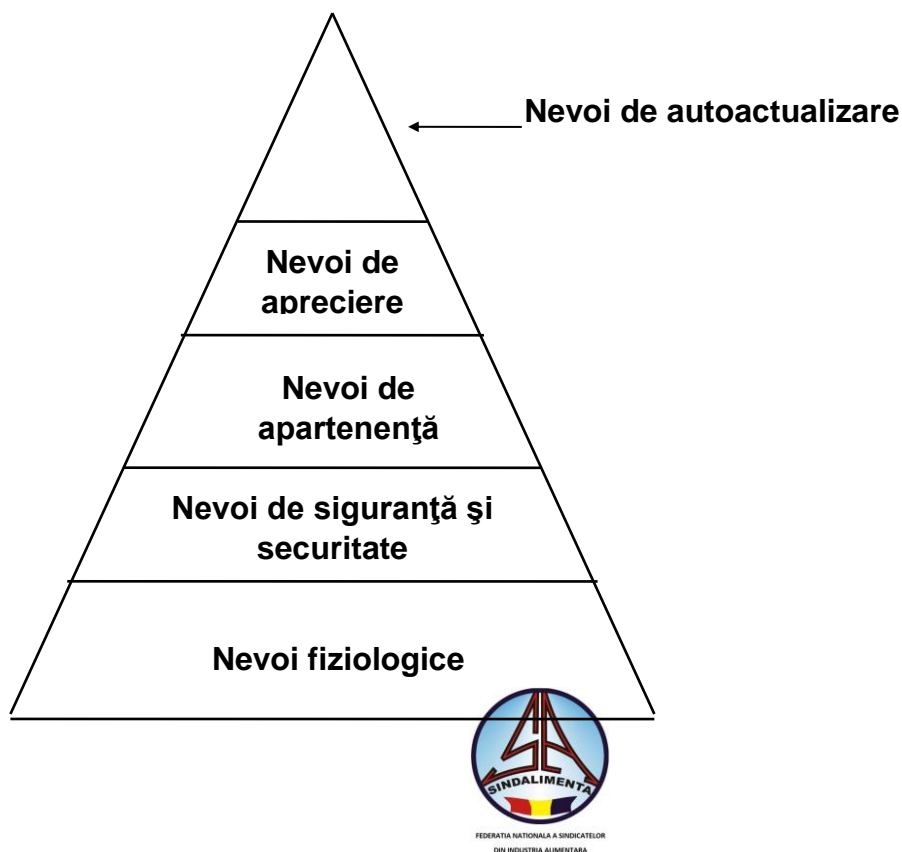 Nevoi de autoactualizare
Nevoi de
apreciere
Nevoi de
apartenenţă
Nevoi de siguranţă şi
securitate
Nevoi fiziologice
SINDALIMENTA
FEDERATIA NATIONALA A SINDICATELOR
DIN INDUSTRIA ALIMENTARA